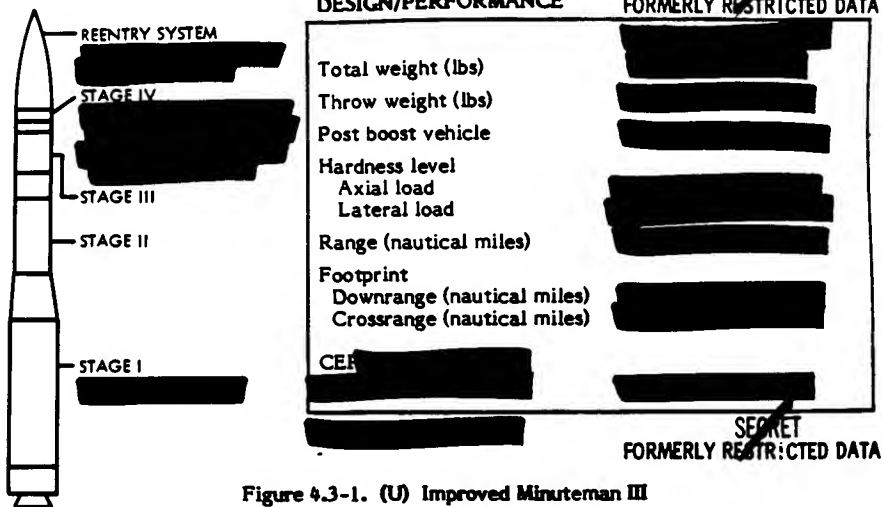 DESIGN/PERFORMANCE
FORMERLY RESTRICTED DATA
REENTRY SYSTEM
STAGE IV
STAGE III
STAGE II
STAGE I
Total weight (lbs)
Throw weight (lbs)
Post boost vehicle
Hardness level
Axial load
Lateral load
Range (nautical miles)
Footprint
Downrange (nautical miles)
Crossrange (nautical miles)
CEP
SECRET
FORMERLY RESTRICTED DATA
Figure 4.3-1. (U) Improved Minuteman III